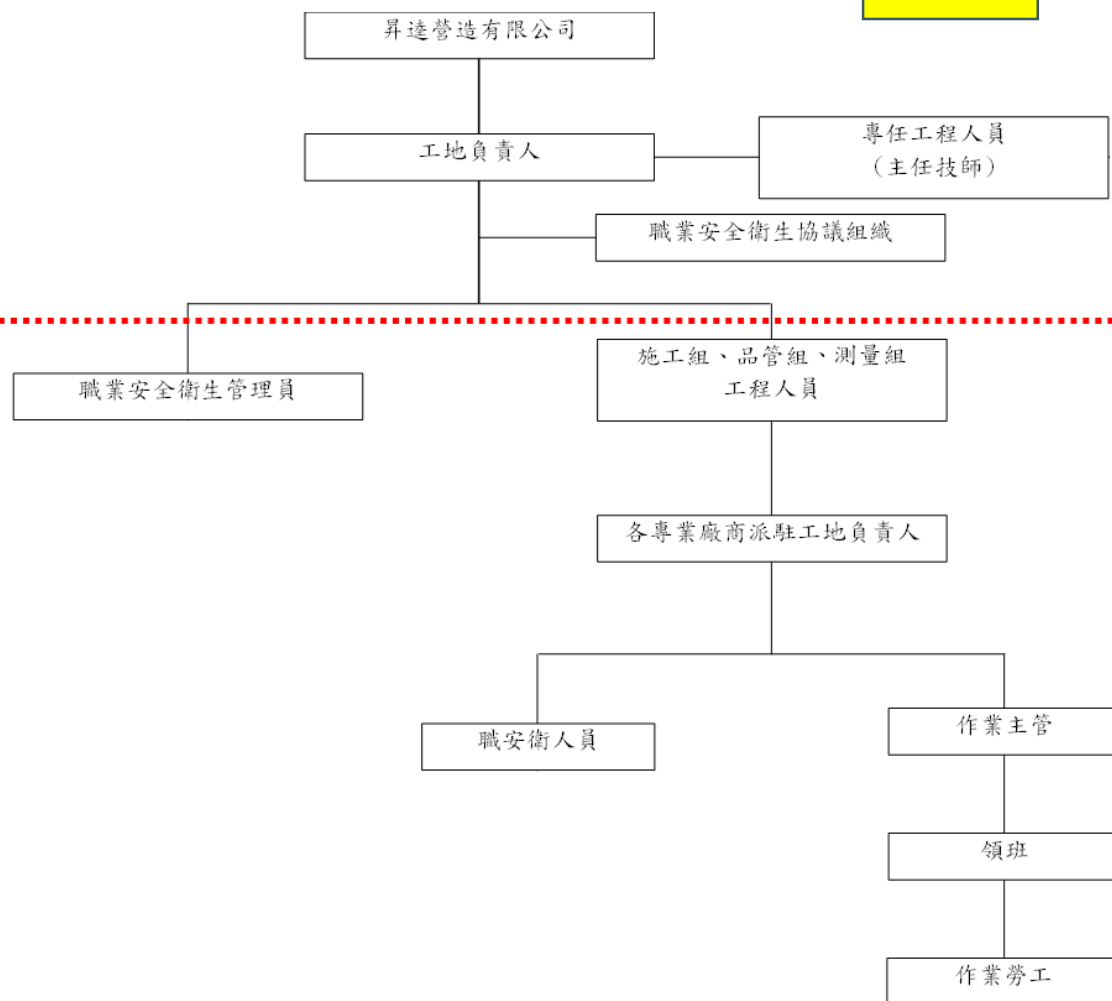 昇達營造有限公司
工地負責人
專任工程人員
（主任技師）
職業安全衛生協議組織
職業安全衛生管理員
施工組、品管組、測量組
工程人員
各專業廠商派駐工地負責人
職安衛人員
作業主管
領班
作業勞工